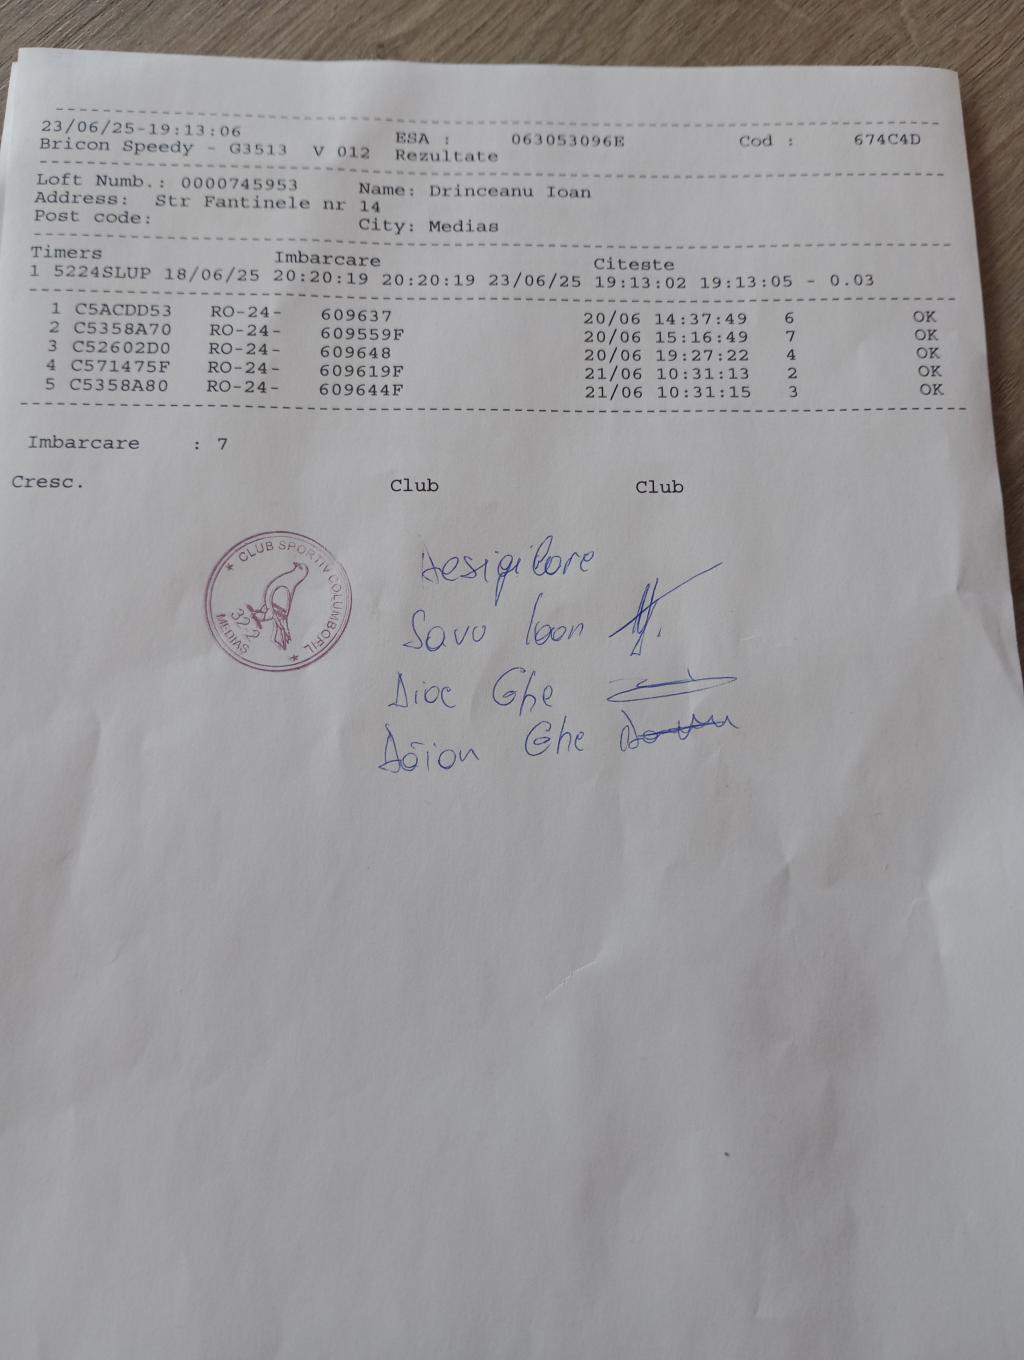 23/06/25-19:13:06 ESA : 063053096E Cod : 674C4D
Bricon Speedy - G3513 V 012 Rezultate
Loft Numb.: 0000745953 Name: Drinceanu Ioan
Address: Str Fantinele nr 14
Post code: City: Medias
Timers Imbarcare Citeste
1 5224SLUP 18/06/25 20:20:19 20:20:19 23/06/25 19:13:02 19:13:05 - 0.03
1 C5ACDD53 RO-24- 609637 20/06 14:37:49 6 OK
2 C5358A70 RO-24- 609559F 20/06 15:16:49 7 OK
3 C52602D0 RO-24- 609648 20/06 19:27:22 4 OK
4 C571475F RO-24- 609619F 21/06 10:31:13 2 OK
5 C5358A80 RO-24- 609644F 21/06 10:31:15 3 OK
Imbarcare : 7
Cresc. Club Club
CLUB SPORTIV COLUMBOFIL
32-2
MEDIAS
Desigilare
Savu Ioan
Ghe
Ghe